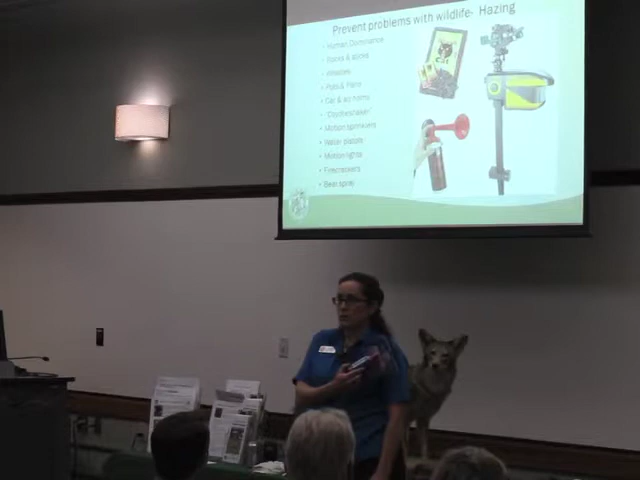 Prevent problems with wildlife- Hazing
• Human Dominance
• Rocks & sticks
• Whistles
• Pots & Pans
• Car & air horns
• "Coyote shaker"
• Motion sprinklers
• Water pistols
• Motion lights
• Firecrackers
• Bear spray